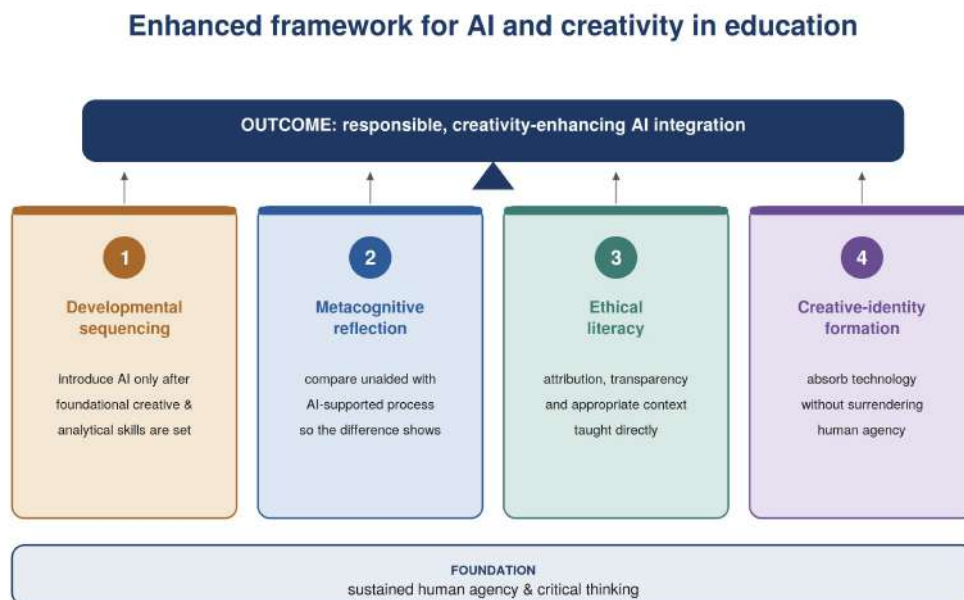 Enhanced framework for AI and creativity in education
OUTCOME: responsible, creativity-enhancing AI integration
1
Developmental
sequencing
introduce AI only after
foundational creative &
analytical skills are set
2
Metacognitive
reflection
compare unaided with
AI-supported process
so the difference shows
3
Ethical
literacy
attribution, transparency
and appropriate context
taught directly
4
Creative-identity
formation
absorb technology
without surrendering
human agency
FOUNDATION
sustained human agency & critical thinking